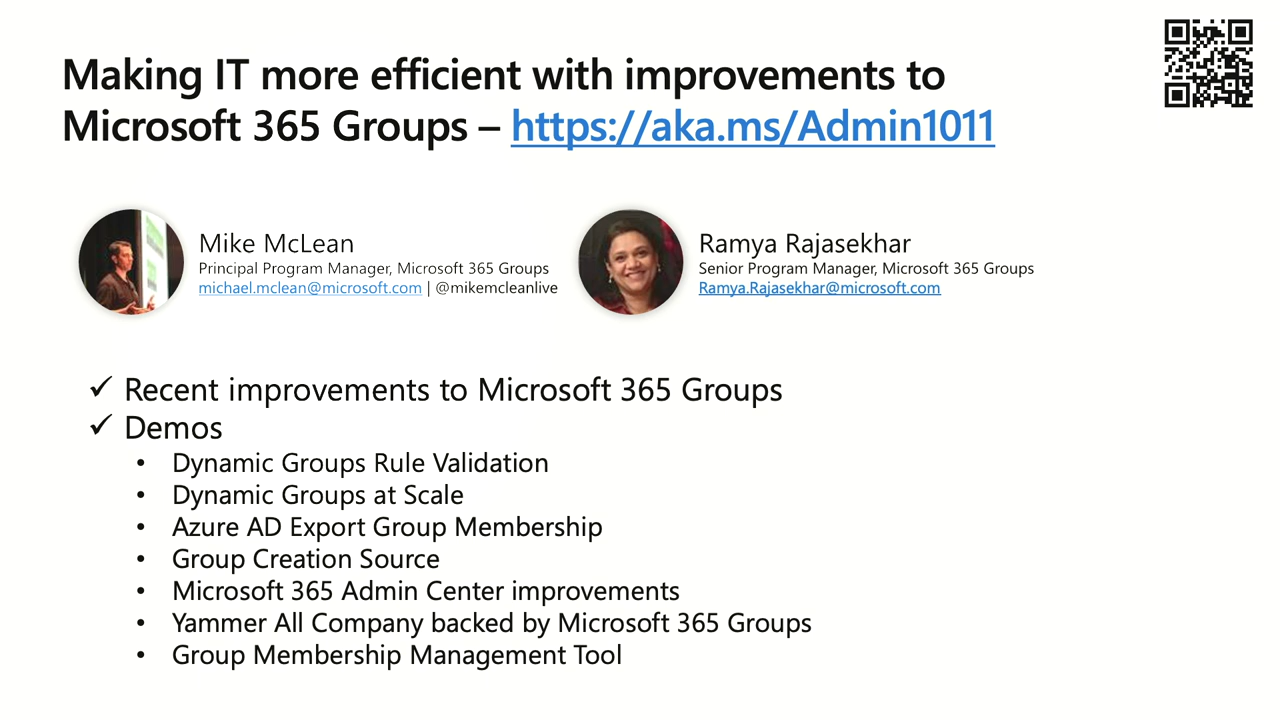 Making IT more efficient with improvements to
Microsoft 365 Groups – https://aka.ms/Admin1011
Mike McLean
Principal Program Manager, Microsoft 365 Groups
michael.mclean@microsoft.com | @mikemcleanlive
Ramya Rajasekhar
Senior Program Manager, Microsoft 365 Groups
Ramya.Rajasekhar@microsoft.com
✓ Recent improvements to Microsoft 365 Groups
✓ Demos
• Dynamic Groups Rule Validation
• Dynamic Groups at Scale
• Azure AD Export Group Membership
• Group Creation Source
• Microsoft 365 Admin Center improvements
• Yammer All Company backed by Microsoft 365 Groups
• Group Membership Management Tool